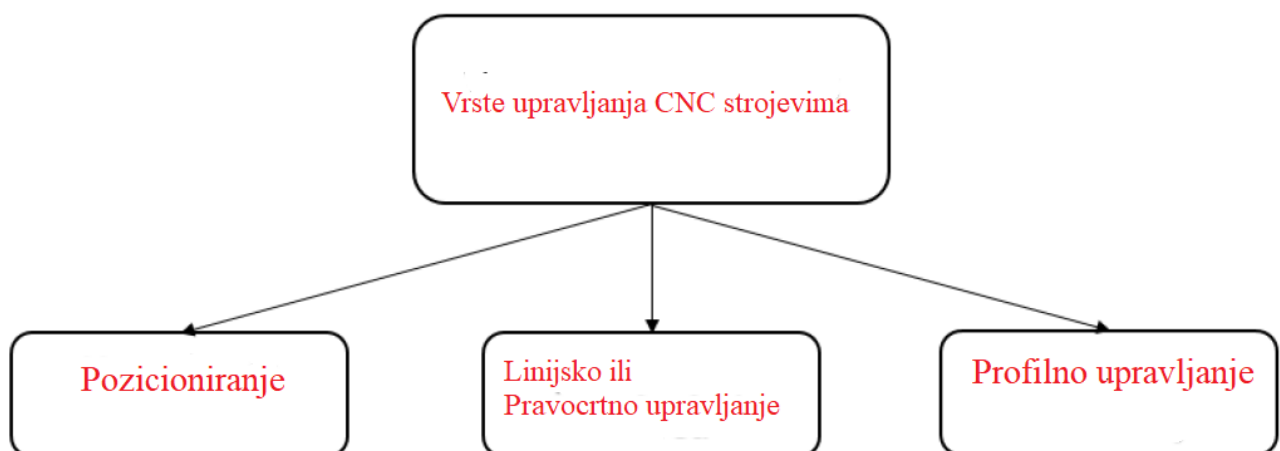 Vrste upravljanja CNC strojevima
Pozicioniranje
Linijsko ili
Pravocrtno upravljanje
Profilno upravljanje